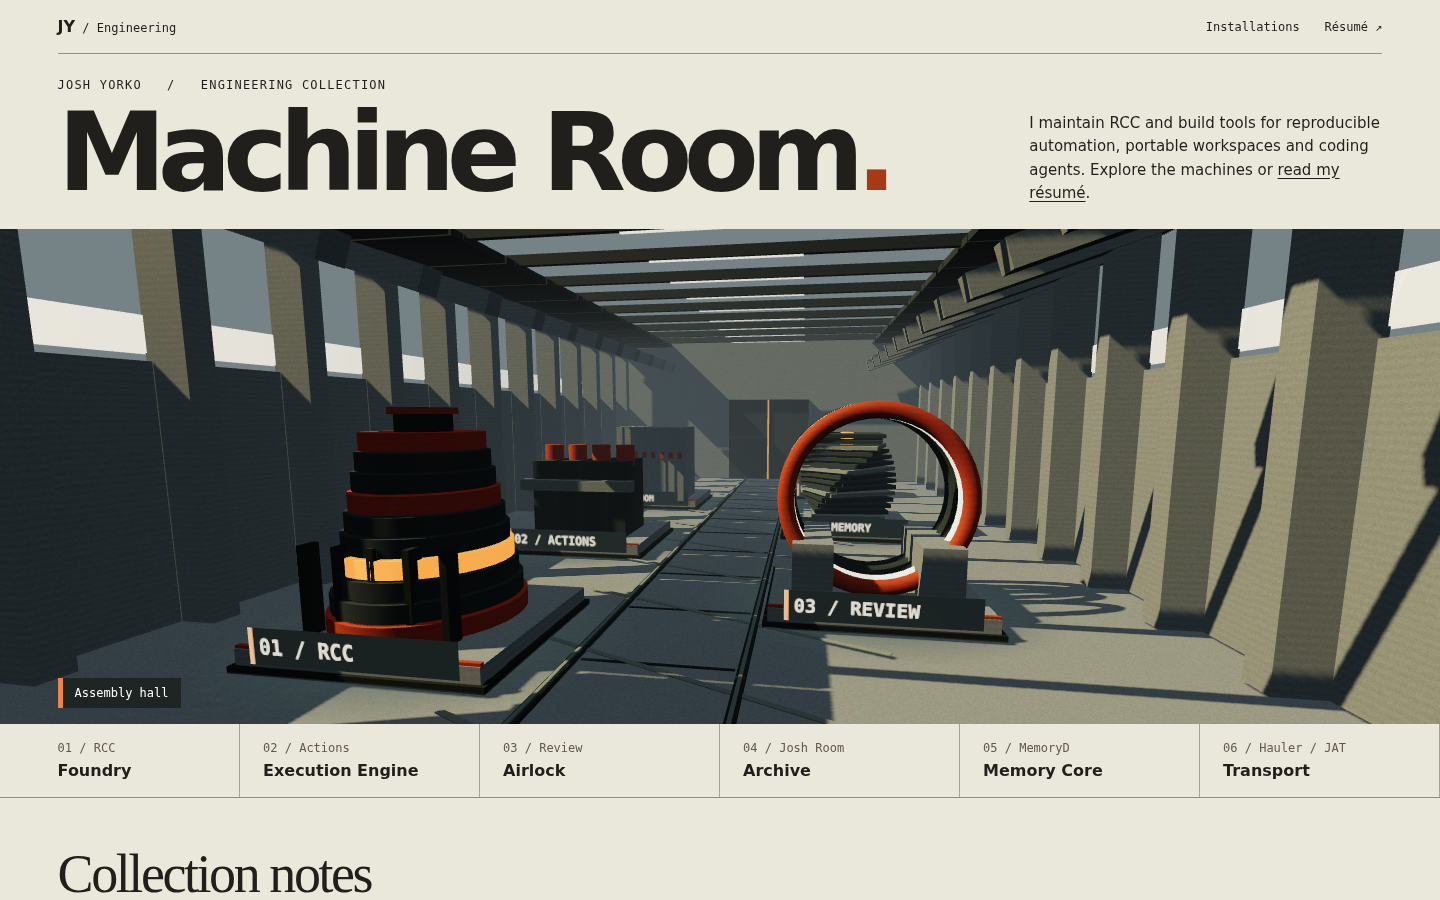 JY / Engineering
Installations
Résumé ↗
JOSH YORKO / ENGINEERING COLLECTION
Machine Room.
I maintain RCC and build tools for reproducible
automation, portable workspaces and coding
agents. Explore the machines or read my
résumé.
02 / ACTIONS
MEMORY
03 / REVIEW
01 / RCC
Assembly hall
01 / RCC
Foundry
02 / Actions
Execution Engine
03 / Review
Airlock
04 / Josh Room
Archive
05 / MemoryD
Memory Core
06 / Hauler / JAT
Transport
Collection notes